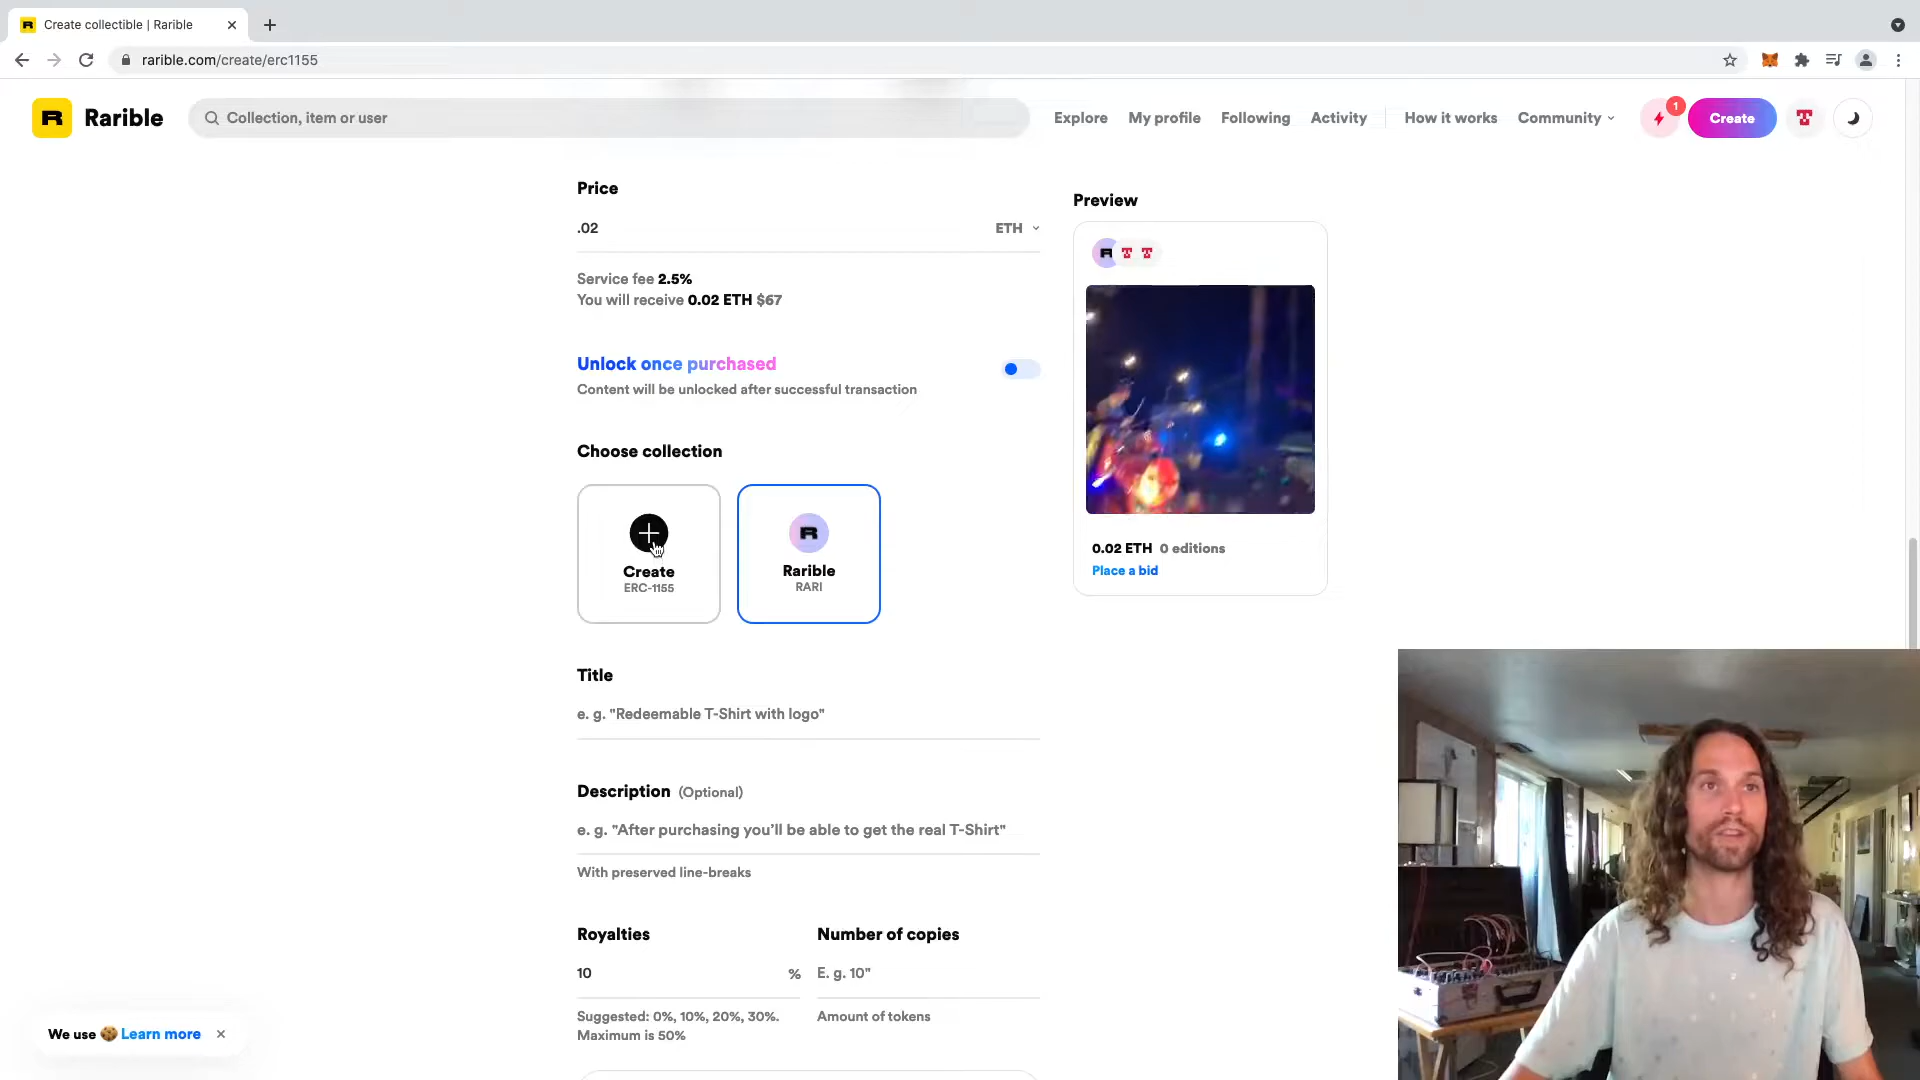 Create collectible | Rarible
rarible.com/create/erc1155
Rarible
Collection, item or user
Explore
My profile
Following
Activity
How it works
Community
1
Create
Price
.02
ETH
Service fee 2.5%
You will receive 0.02 ETH $67
Unlock once purchased
Content will be unlocked after successful transaction
Choose collection
Create
ERC-1155
Rarible
RARI
Title
e. g. "Redeemable T-Shirt with logo"
Description (Optional)
e. g. "After purchasing you’ll be able to get the real T-Shirt"
With preserved line-breaks
Royalties
10 %
Suggested: 0%, 10%, 20%, 30%.
Maximum is 50%
Number of copies
E. g. 10"
Amount of tokens
Preview
0.02 ETH 0 editions
Place a bid
We use 🍪 Learn more